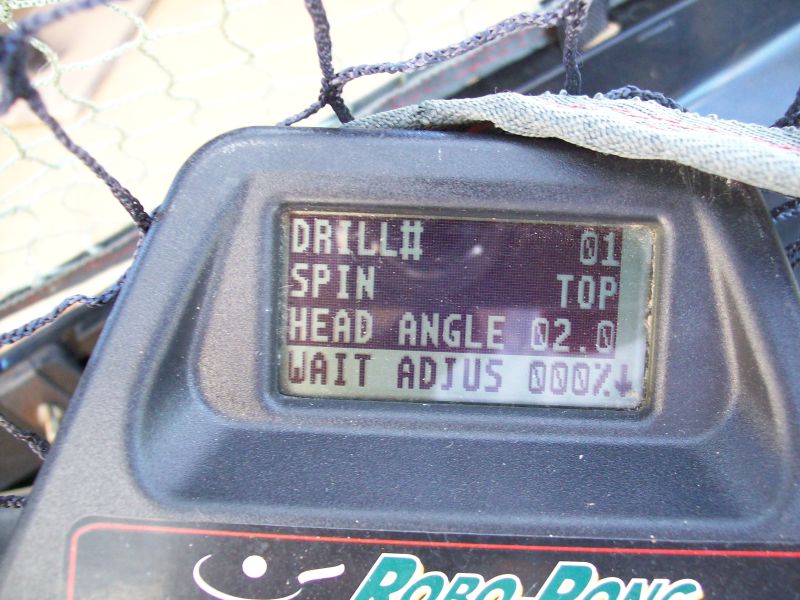 DRILL# 01
SPIN TOP
HEAD ANGLE 02.0
WAIT ADJUS 000%↓
ROBO-PONG